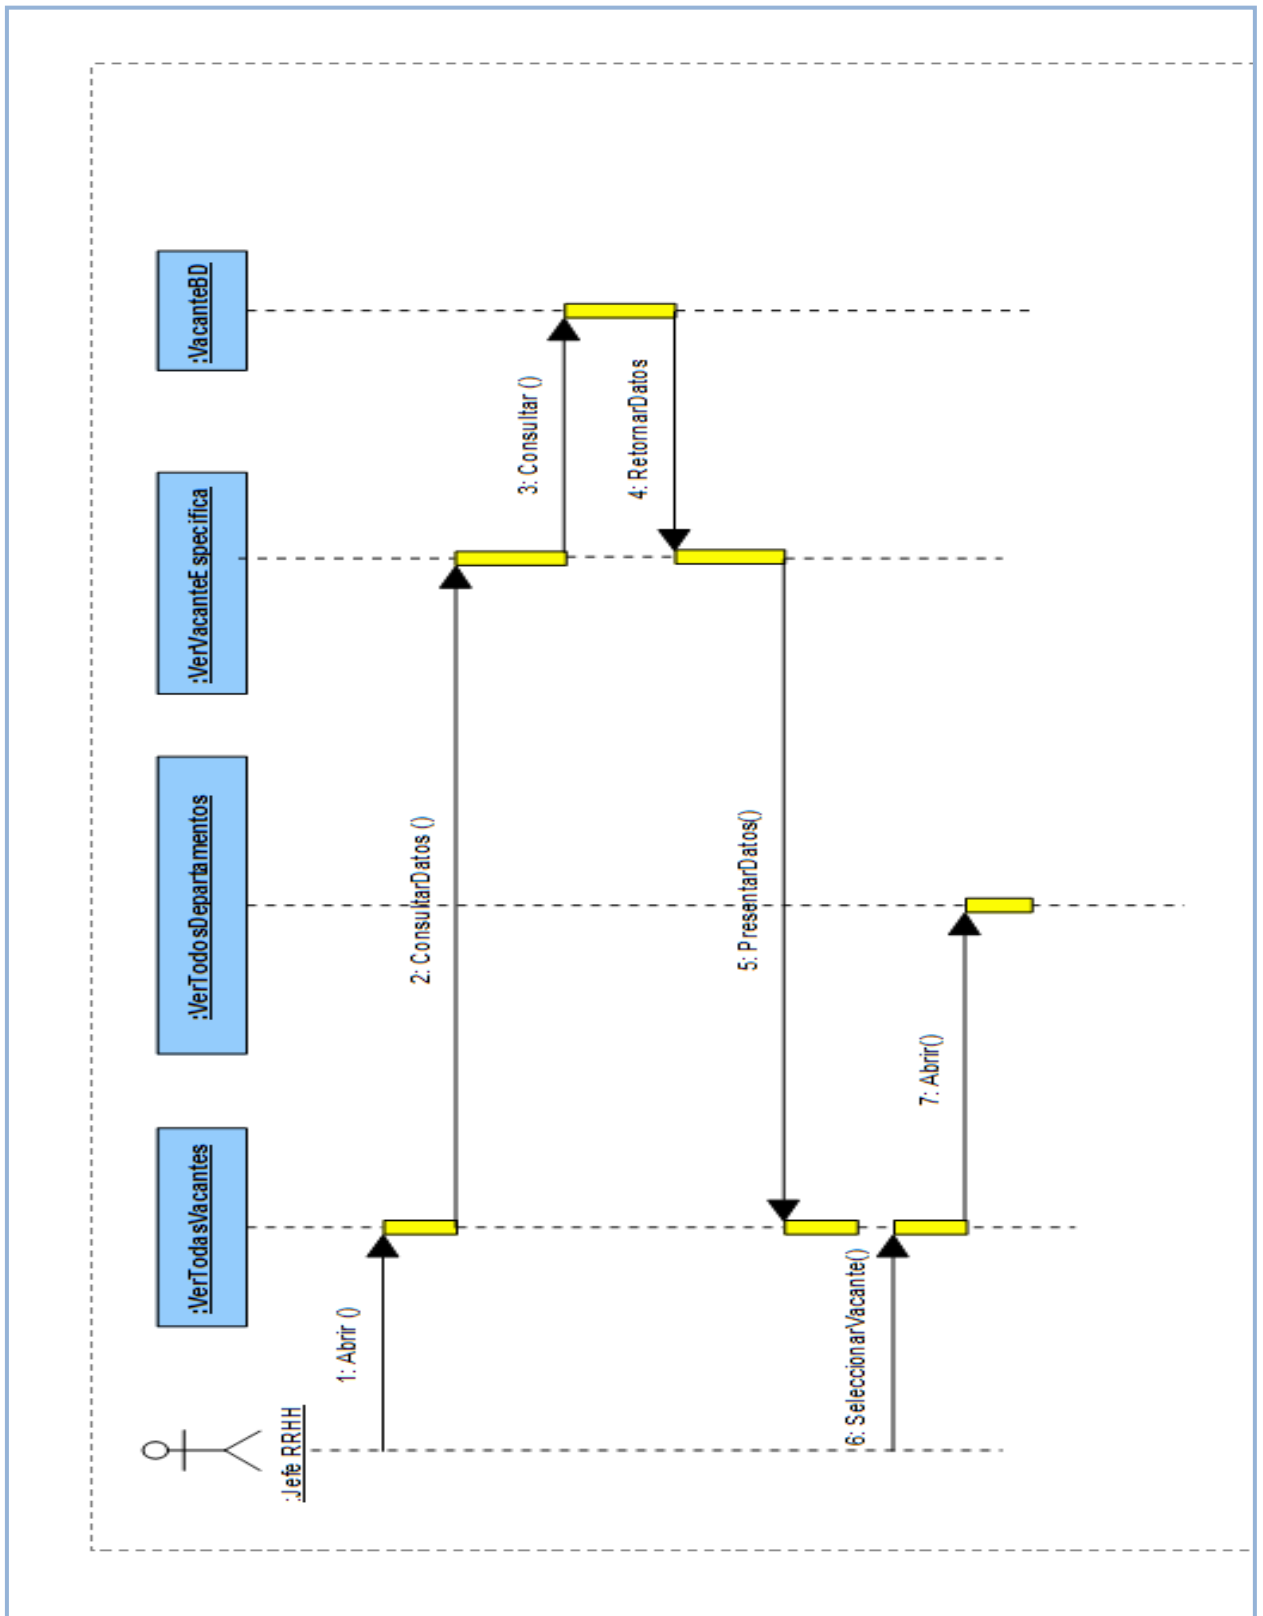 :Jefe RRHH
:VerTodasVacantes
:VerTodosDepartamentos
:VerVacanteEspecifica
:VacanteBD
1: Abrir ()
2: ConsultarDatos ()
3: Consultar ()
4: RetornarDatos
5: PresentarDatos()
6: SeleccionarVacante()
7: Abrir()